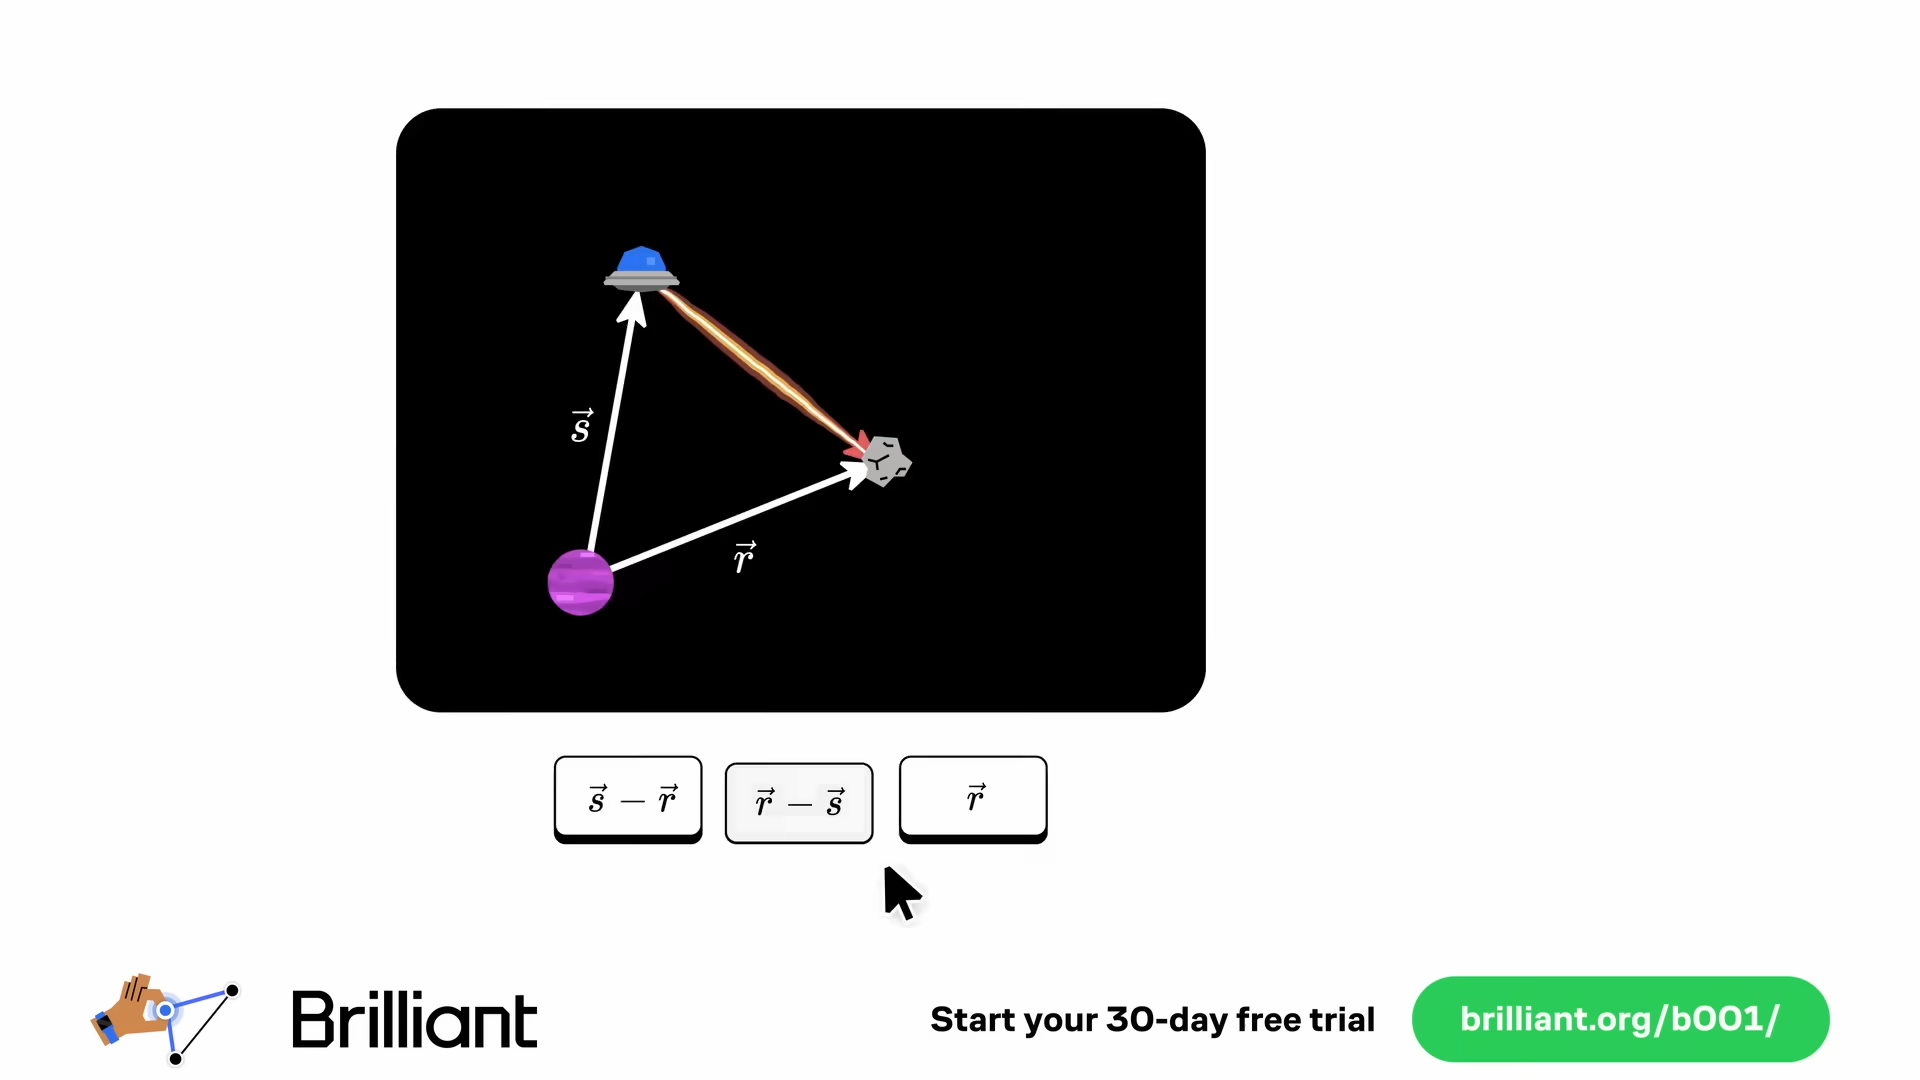 s⃗
r⃗
s⃗ − r⃗
r⃗ − s⃗
r⃗
Brilliant
Start your 30-day free trial
brilliant.org/b001/